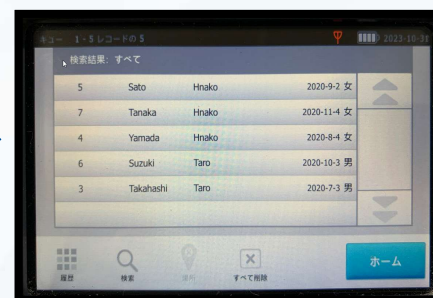 キュー 1 - 5 レコードの 5 2023-10-31
検索結果: すべて
5 Sato Hnako 2020-9-2 女
7 Tanaka Hnako 2020-11-4 女
4 Yamada Hnako 2020-8-4 女
6 Suzuki Taro 2020-10-3 男
3 Takahashi Taro 2020-7-3 男
履歴 検索 すべて削除 ホーム